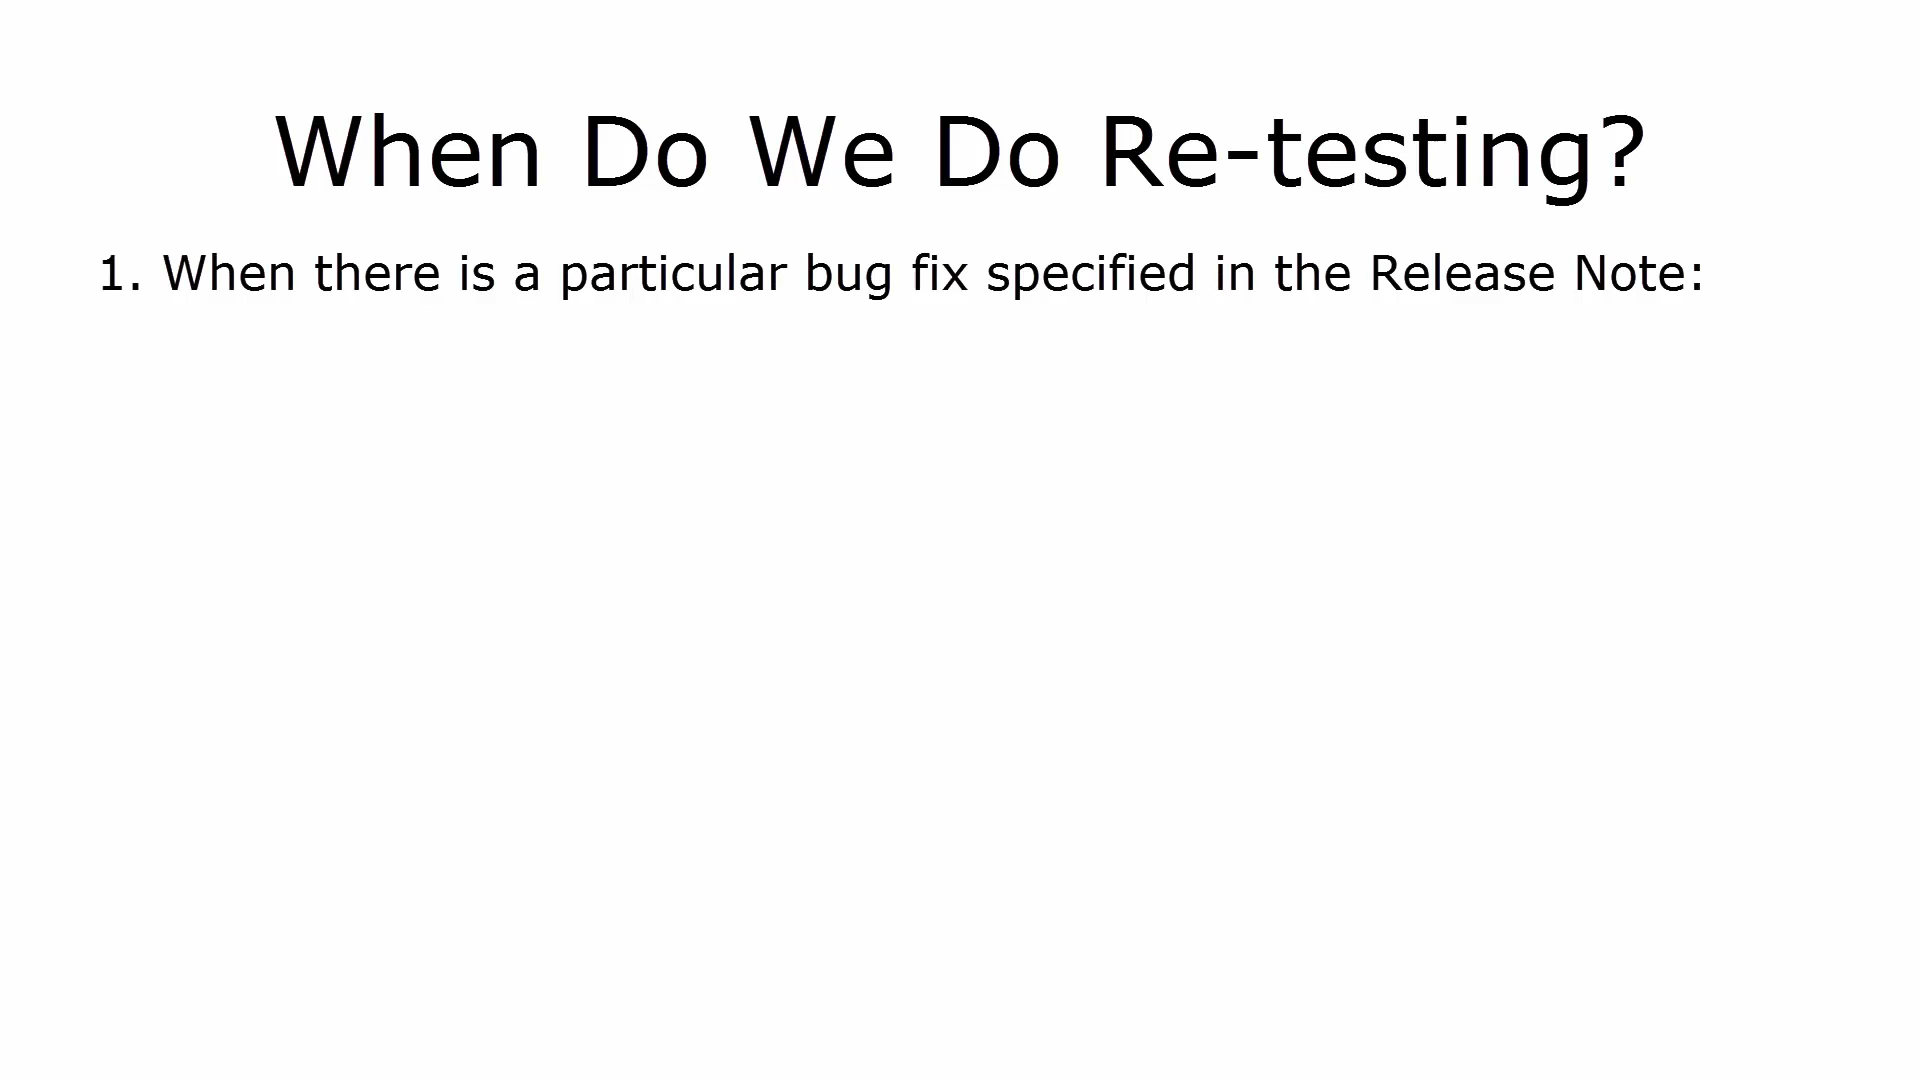 When Do We Do Re-testing?
1. When there is a particular bug fix specified in the Release Note: